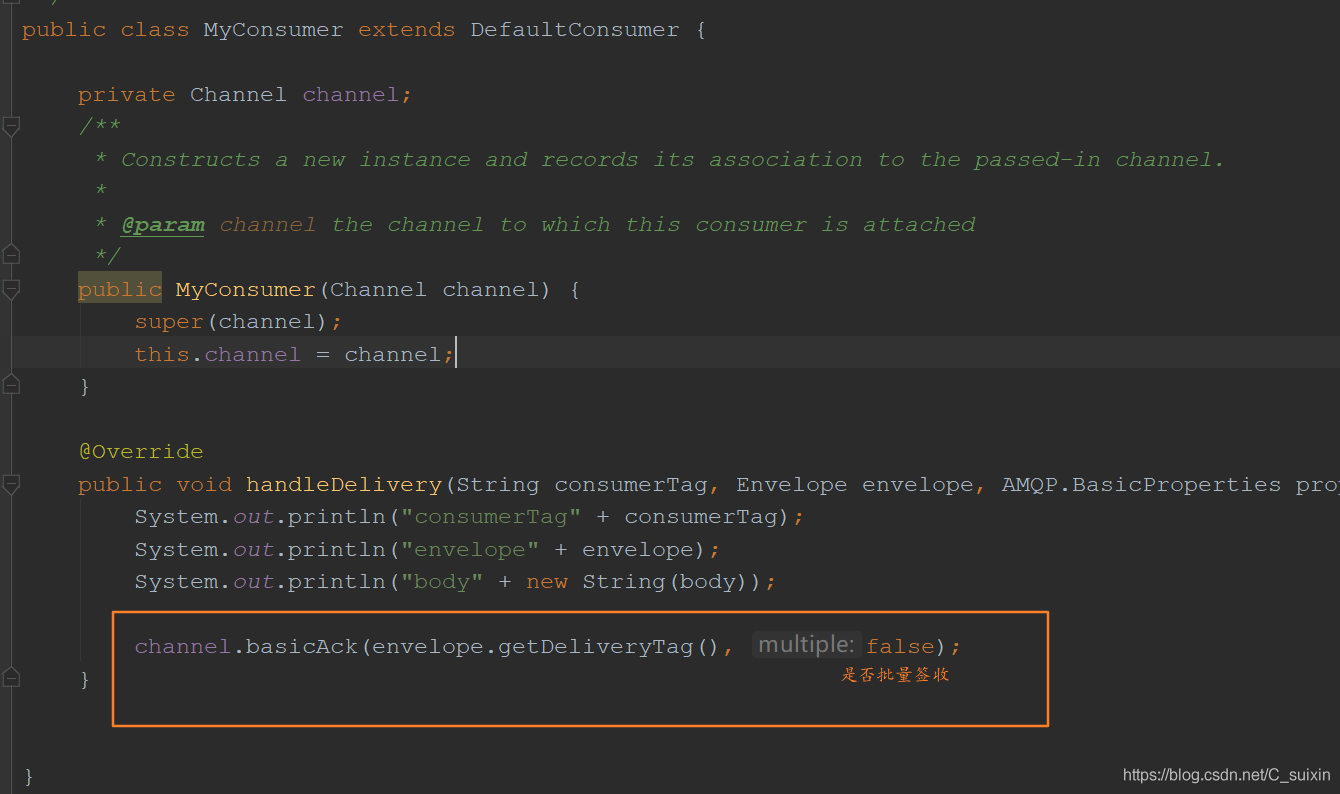 public class MyConsumer extends DefaultConsumer {
private Channel channel;
/**
* Constructs a new instance and records its association to the passed-in channel.
*
* @param channel the channel to which this consumer is attached
*/
public MyConsumer(Channel channel) {
super(channel);
this.channel = channel;
}
@Override
public void handleDelivery(String consumerTag, Envelope envelope, AMQP.BasicProperties
System.out.println("consumerTag" + consumerTag);
System.out.println("envelope" + envelope);
System.out.println("body" + new String(body));
channel.basicAck(envelope.getDeliveryTag(), multiple: false);
是否批量签收
}
}
https://blog.csdn.net/C_suixin